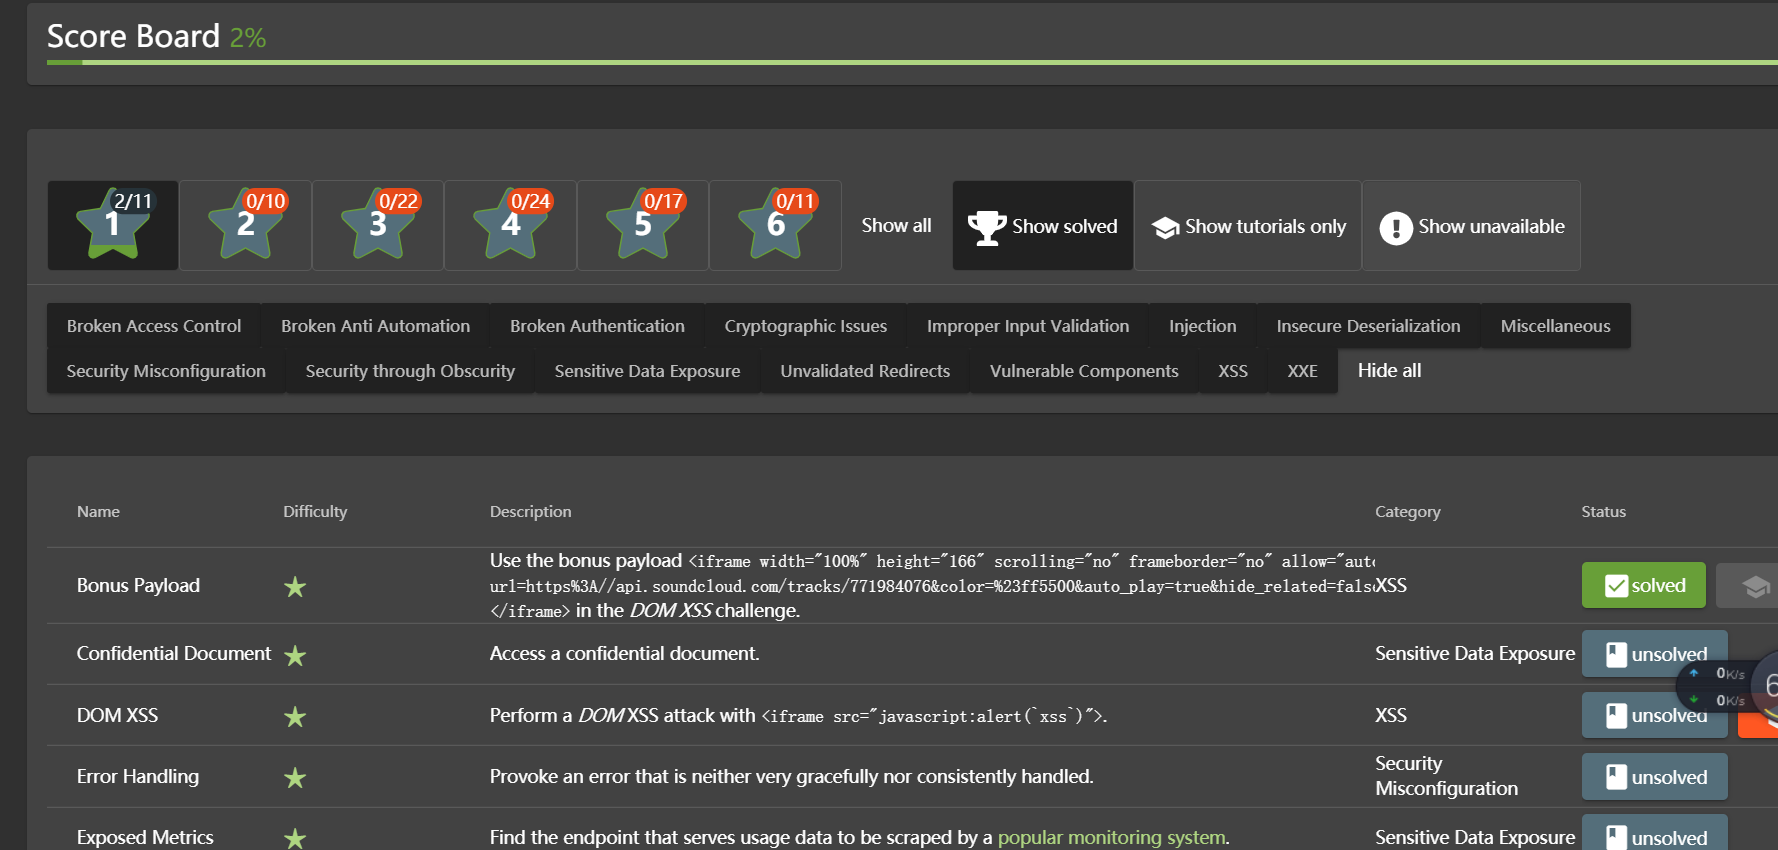 Score Board 2%
2/11 0/10 0/22 0/24 0/17 0/11
1 2 3 4 5 6 Show all Show solved Show tutorials only Show unavailable
Broken Access Control Broken Anti Automation Broken Authentication Cryptographic Issues Improper Input Validation Injection Insecure Deserialization Miscellaneous
Security Misconfiguration Security through Obscurity Sensitive Data Exposure Unvalidated Redirects Vulnerable Components XSS XXE Hide all
Name Difficulty Description Category Status
Use the bonus payload <iframe width="100%" height="166" scrolling="no" frameborder="no" allow="aut
Bonus Payload url=https%3A//api.soundcloud.com/tracks/771984076&color=%23ff5500&auto_play=true&hide_related=fals XSS solved
</iframe> in the DOM XSS challenge.
Confidential Document Access a confidential document. Sensitive Data Exposure unsolved
0K/s
6
0K/s
DOM XSS Perform a DOM XSS attack with <iframe src="javascript:alert(`xss`)">. XSS unsolved
Error Handling Provoke an error that is neither very gracefully nor consistently handled. Security Misconfiguration unsolved
Exposed Metrics Find the endpoint that serves usage data to be scraped by a popular monitoring system. Sensitive Data Exposure unsolved